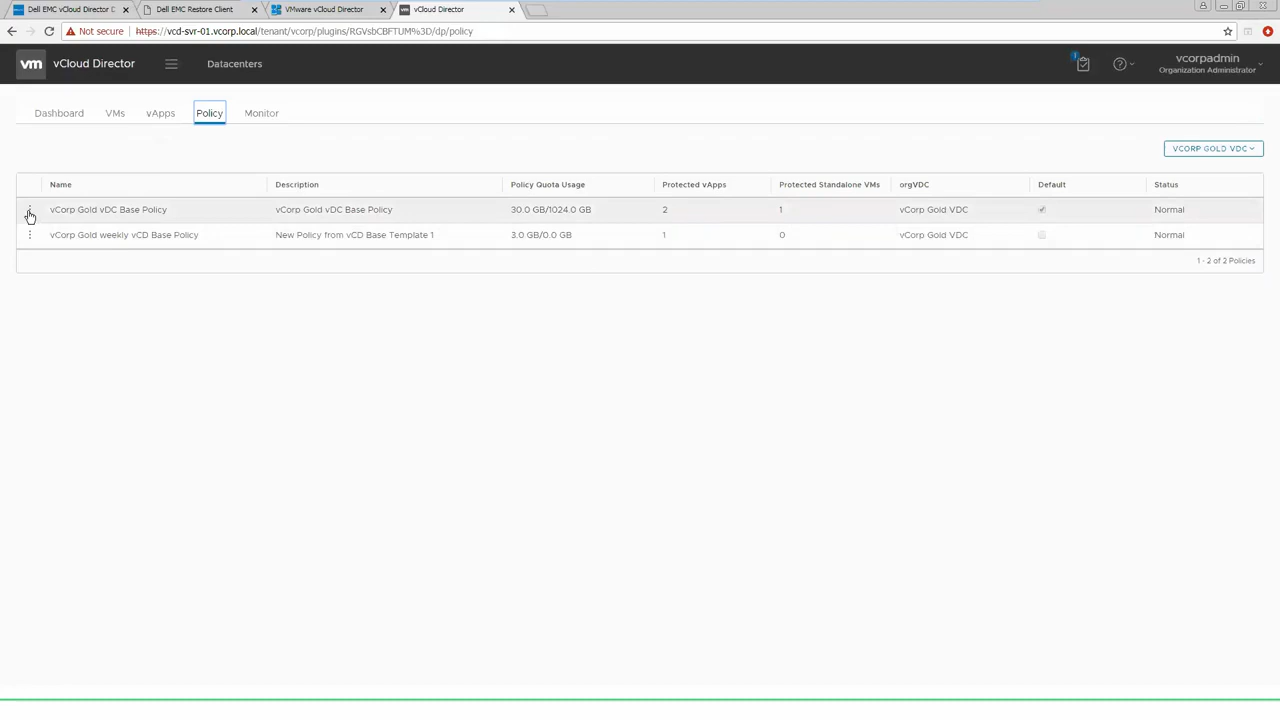 Dell EMC vCloud Director D
Dell EMC Restore Client
VMware vCloud Director
vCloud Director
Not secure https://vcd-svr-01.vcorp.local/tenant/vcorp/plugins/RGVsbCBFTUM%3D/dp/policy
vm vCloud Director Datacenters 1 ? vcorpadmin
Organization Administrator
Dashboard VMs vApps Policy Monitor
VCORP GOLD VDC
Name Description Policy Quota Usage Protected vApps Protected Standalone VMs orgVDC Default Status
vCorp Gold vDC Base Policy vCorp Gold vDC Base Policy 30.0 GB/1024.0 GB 2 1 vCorp Gold VDC Normal
vCorp Gold weekly vCD Base Policy New Policy from vCD Base Template 1 3.0 GB/0.0 GB 1 0 vCorp Gold VDC Normal
1 - 2 of 2 Policies